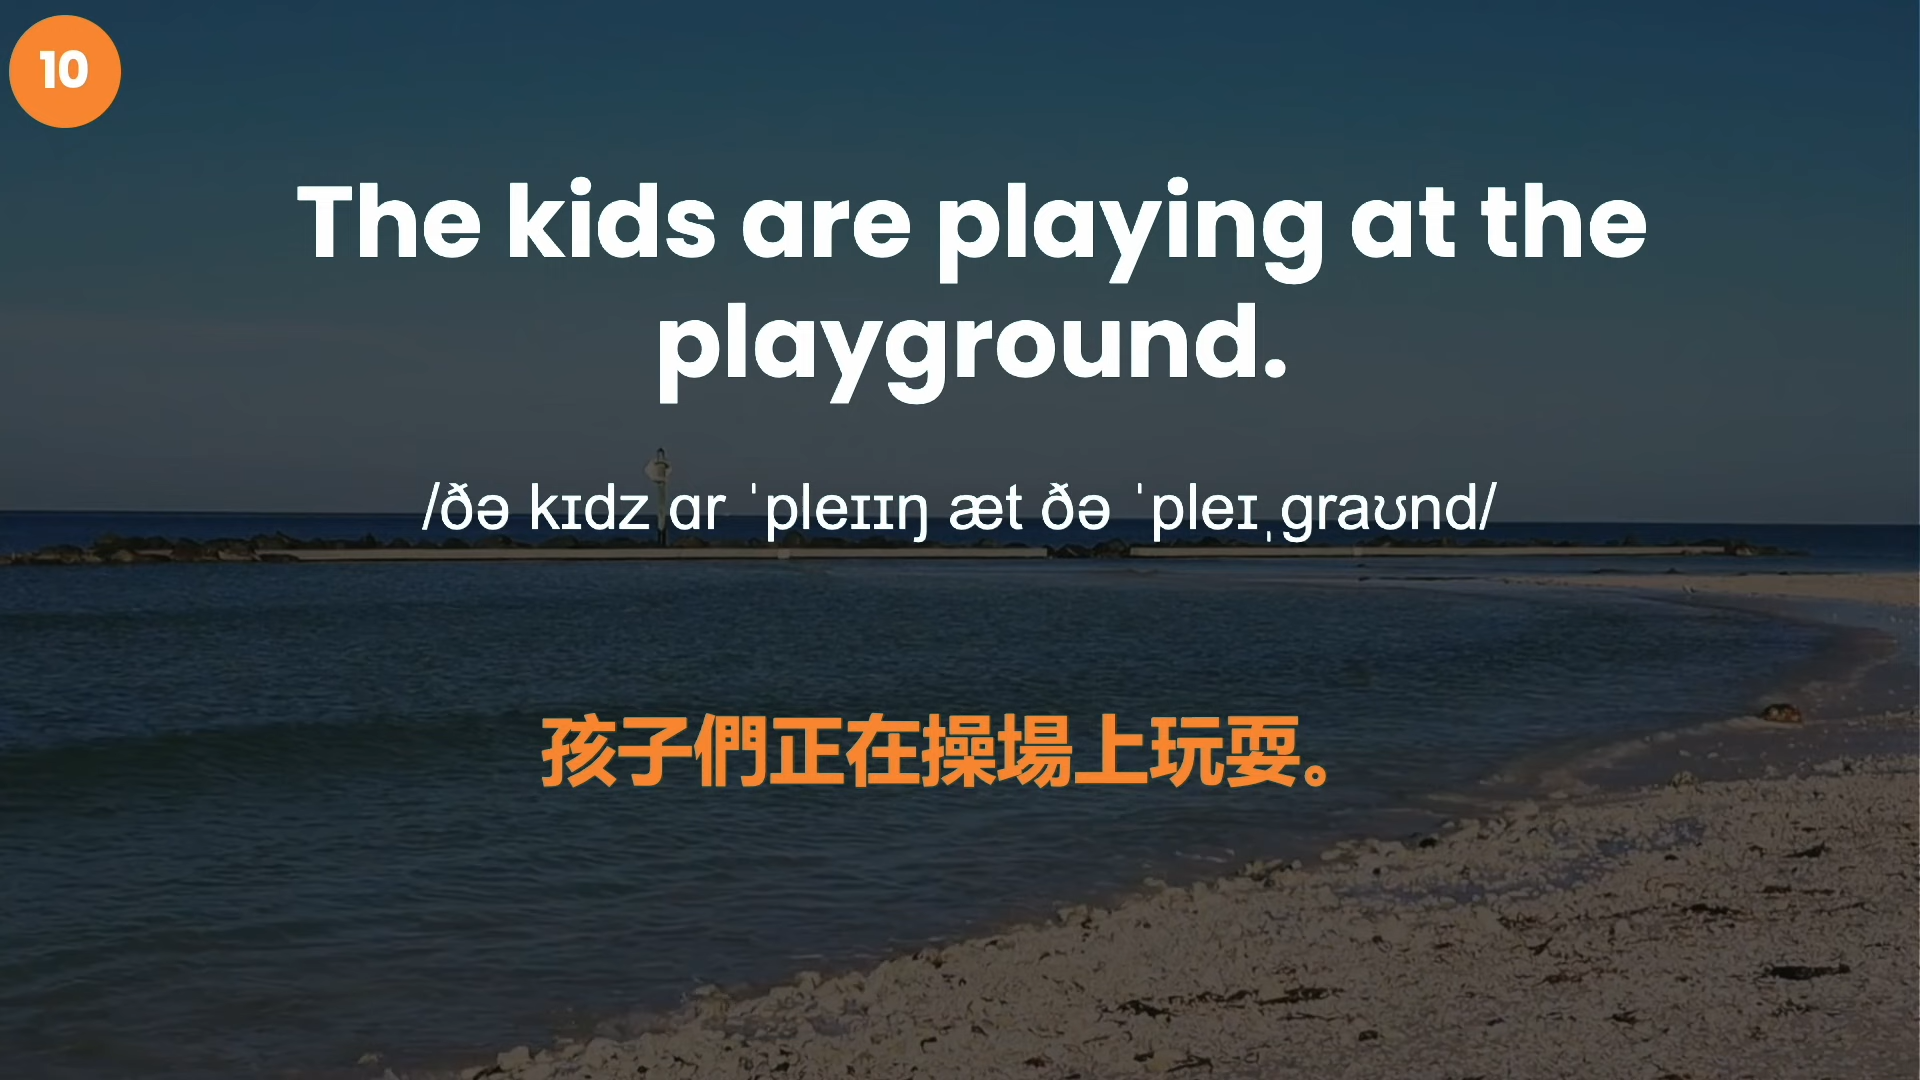 10
The kids are playing at the
playground.
/ðə kɪdz ɑr ˈpleɪɪŋ æt ðə ˈpleɪˌɡraʊnd/
孩子們正在操場上玩耍。